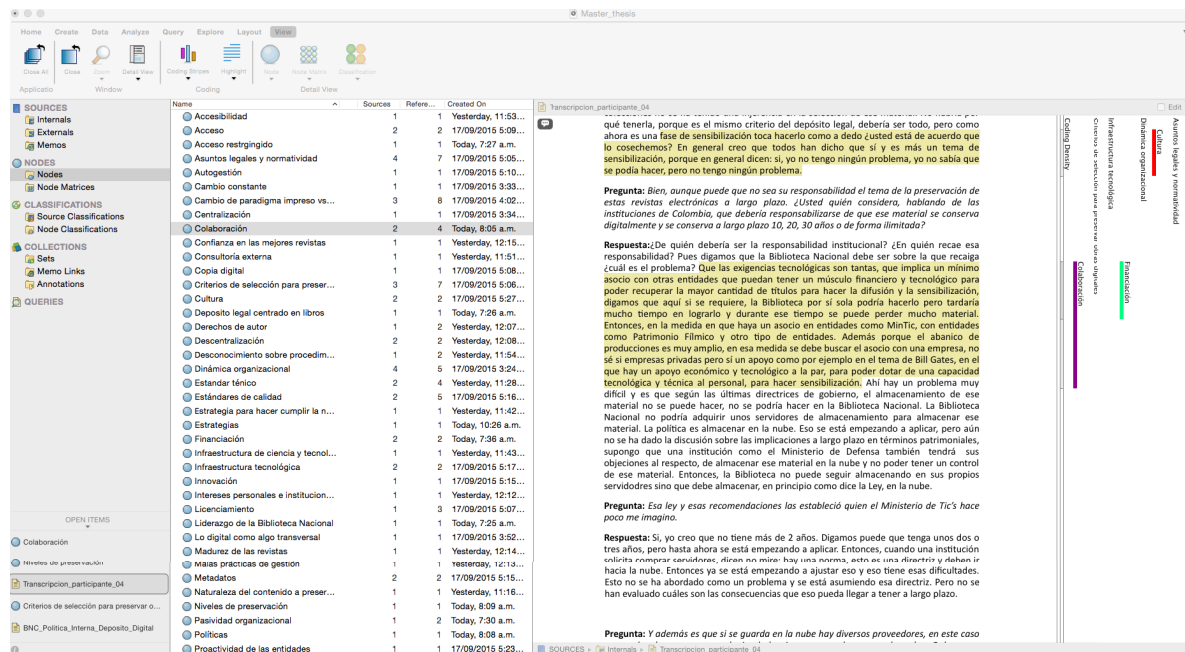 Master_thesis
Home Create Data Analyze Query Explore Layout View
Close All Close Zoom Detail View Coding Stripes Highlight Node Node Matrix Classification
Applicatio Window Coding Detail View
SOURCES
Internals
Externals
Memos
NODES
Nodes
Node Matrices
CLASSIFICATIONS
Source Classifications
Node Classifications
COLLECTIONS
Sets
Memo Links
Annotations
QUERIES
OPEN ITEMS
Colaboración
Niveles de preservación
Transcripcion_participante_04
Criterios de selección para preservar o...
BNC_Politica_Interna_Deposito_Digital
Name Sources Refere... Created On
Accesibilidad 1 1 Yesterday, 11:53...
Acceso 2 2 17/09/2015 5:09...
Acceso restrgingido 1 1 Today, 7:27 a.m.
Asuntos legales y normatividad 4 7 17/09/2015 5:05...
Autogestión 1 1 17/09/2015 5:10...
Cambio constante 1 1 17/09/2015 3:33...
Cambio de paradigma impreso vs... 3 8 17/09/2015 4:02...
Centralización 1 1 17/09/2015 3:34...
Colaboración 2 4 Today, 8:05 a.m.
Confianza en las mejores revistas 1 1 Yesterday, 12:15...
Consultoría externa 1 1 Yesterday, 11:51...
Copia digital 1 1 17/09/2015 5:08...
Criterios de selección para preser... 3 7 17/09/2015 5:06...
Cultura 2 2 17/09/2015 5:27...
Deposito legal centrado en libros 1 1 Today, 7:26 a.m.
Derechos de autor 1 2 Yesterday, 12:07...
Descentralización 2 2 Yesterday, 12:08...
Desconocimiento sobre procedim... 1 2 Yesterday, 11:54...
Dinámica organizacional 4 5 17/09/2015 3:24...
Estandar ténico 2 4 Yesterday, 11:28...
Estándares de calidad 2 5 17/09/2015 5:16...
Estrategia para hacer cumplir la n... 1 1 Yesterday, 11:42...
Estrategias 1 1 Today, 10:26 a.m.
Financiación 2 2 Today, 7:36 a.m.
Infraestructura de ciencia y tecnol... 1 1 Yesterday, 11:43...
Infraestructura tecnológica 2 2 17/09/2015 5:17...
Innovación 1 1 17/09/2015 5:15...
Intereses personales e institucion... 1 1 Yesterday, 12:12...
Licenciamiento 1 3 17/09/2015 5:07...
Liderazgo de la Biblioteca Nacional 1 1 Today, 7:25 a.m.
Lo digital como algo transversal 1 1 17/09/2015 3:52...
Madurez de las revistas 1 1 Yesterday, 12:14...
Malas prácticas de gestión 1 1 Yesterday, 12:13...
Metadatos 2 2 17/09/2015 5:15...
Naturaleza del contenido a preser... 1 1 Yesterday, 11:16...
Niveles de preservación 1 1 Today, 8:09 a.m.
Pasividad organizacional 1 2 Today, 7:30 a.m.
Políticas 1 1 Today, 8:08 a.m.
Proactividad de las entidades 1 1 17/09/2015 5:23...
Transcripcion_participante_04 Edit
qué tenerla, porque es el mismo criterio del depósito legal, debería ser todo, pero como
ahora es una fase de sensibilización toca hacerlo como a dedo ¿usted está de acuerdo que
lo cosechemos? En general creo que todos han dicho que sí y es más un tema de
sensibilización, porque en general dicen: si, yo no tengo ningún problema, yo no sabía que
se podía hacer, pero no tengo ningún problema.
Pregunta: Bien, aunque puede que no sea su responsabilidad el tema de la preservación de
estas revistas electrónicas a largo plazo. ¿Usted quién considera, hablando de las
instituciones de Colombia, que debería responsabilizarse de que ese material se conserva
digitalmente y se conserva a largo plazo 10, 20, 30 años o de forma ilimitada?
Respuesta:¿De quién debería ser la responsabilidad institucional? ¿En quién recae esa
responsabilidad? Pues digamos que la Biblioteca Nacional debe ser sobre la que recaiga
¿cuál es el problema? Que las exigencias tecnológicas son tantas, que implica un mínimo
asocio con otras entidades que puedan tener un músculo financiero y tecnológico para
poder recuperar la mayor cantidad de títulos para hacer la difusión y la sensibilización,
digamos que aquí si se requiere, la Biblioteca por sí sola podría hacerlo pero tardaría
mucho tiempo en lograrlo y durante ese tiempo se puede perder mucho material.
Entonces, en la medida en que haya un asocio en entidades como MinTic, con entidades
como Patrimonio Fílmico y otro tipo de entidades. Además porque el abanico de
producciones es muy amplio, en esa medida se debe buscar el asocio con una empresa, no
sé si empresas privadas pero sí un apoyo como por ejemplo en el tema de Bill Gates, en el
que hay un apoyo económico y tecnológico a la par, para poder dotar de una capacidad
tecnológica y técnica al personal, para hacer sensibilización. Ahí hay un problema muy
difícil y es que según las últimas directrices de gobierno, el almacenamiento de ese
material no se puede hacer, no se podría hacer en la Biblioteca Nacional. La Biblioteca
Nacional no podría adquirir unos servidores de almacenamiento para almacenar ese
material. La política es almacenar en la nube. Eso se está empezando a aplicar, pero aún
no se ha dado la discusión sobre las implicaciones a largo plazo en términos patrimoniales,
supongo que una institución como el Ministerio de Defensa también tendrá sus
objeciones al respecto, de almacenar ese material en la nube y no poder tener un control
de ese material. Entonces, la Biblioteca no puede seguir almacenando en sus propios
servidodres sino que debe almacenar, en principio como dice la Ley, en la nube.
Pregunta: Esa ley y esas recomendaciones las estableció quien el Ministerio de Tic's hace
poco me imagino.
Respuesta: Si, yo creo que no tiene más de 2 años. Digamos puede que tenga unos dos o
tres años, pero hasta ahora se está empezando a aplicar. Entonces, cuando una institución
solicita comprar servidores, dicen no mire: hay una norma, esto es una directriz y deben ir
hacia la nube. Entonces ya se está empezando a ajustar eso y eso tiene esas dificultades.
Esto no se ha abordado como un problema y se está asumiendo esa directriz. Pero no se
han evaluado cuáles son las consecuencias que eso pueda llegar a tener a largo plazo.
Pregunta: Y además es que si se guarda en la nube hay diversos proveedores, en este caso
SOURCES Internals Transcripcion_participante_04
Coding Density
Colaboración
Criterios de selección para preservar obras digitales
Infraestructura tecnológica
Financiación
Dinámica organizacional
Cultura
Asuntos legales y normatividad